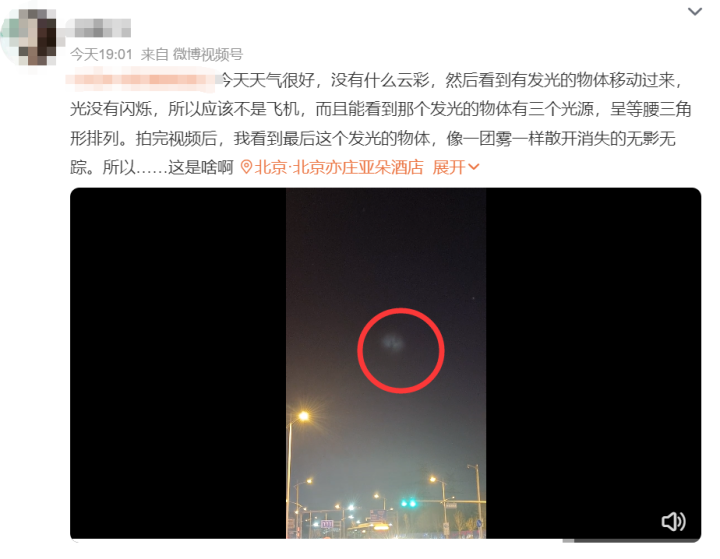 今天19:01 来自 微博视频号
今天天气很好，没有什么云彩，然后看到有发光的物体移动过来，
光没有闪烁，所以应该不是飞机，而且能看到那个发光的物体有三个光源，呈等腰三角
形排列。拍完视频后，我看到最后这个发光的物体，像一团雾一样散开消失的无影无
踪。所以……这是啥啊 北京·北京亦庄亚朵酒店 展开